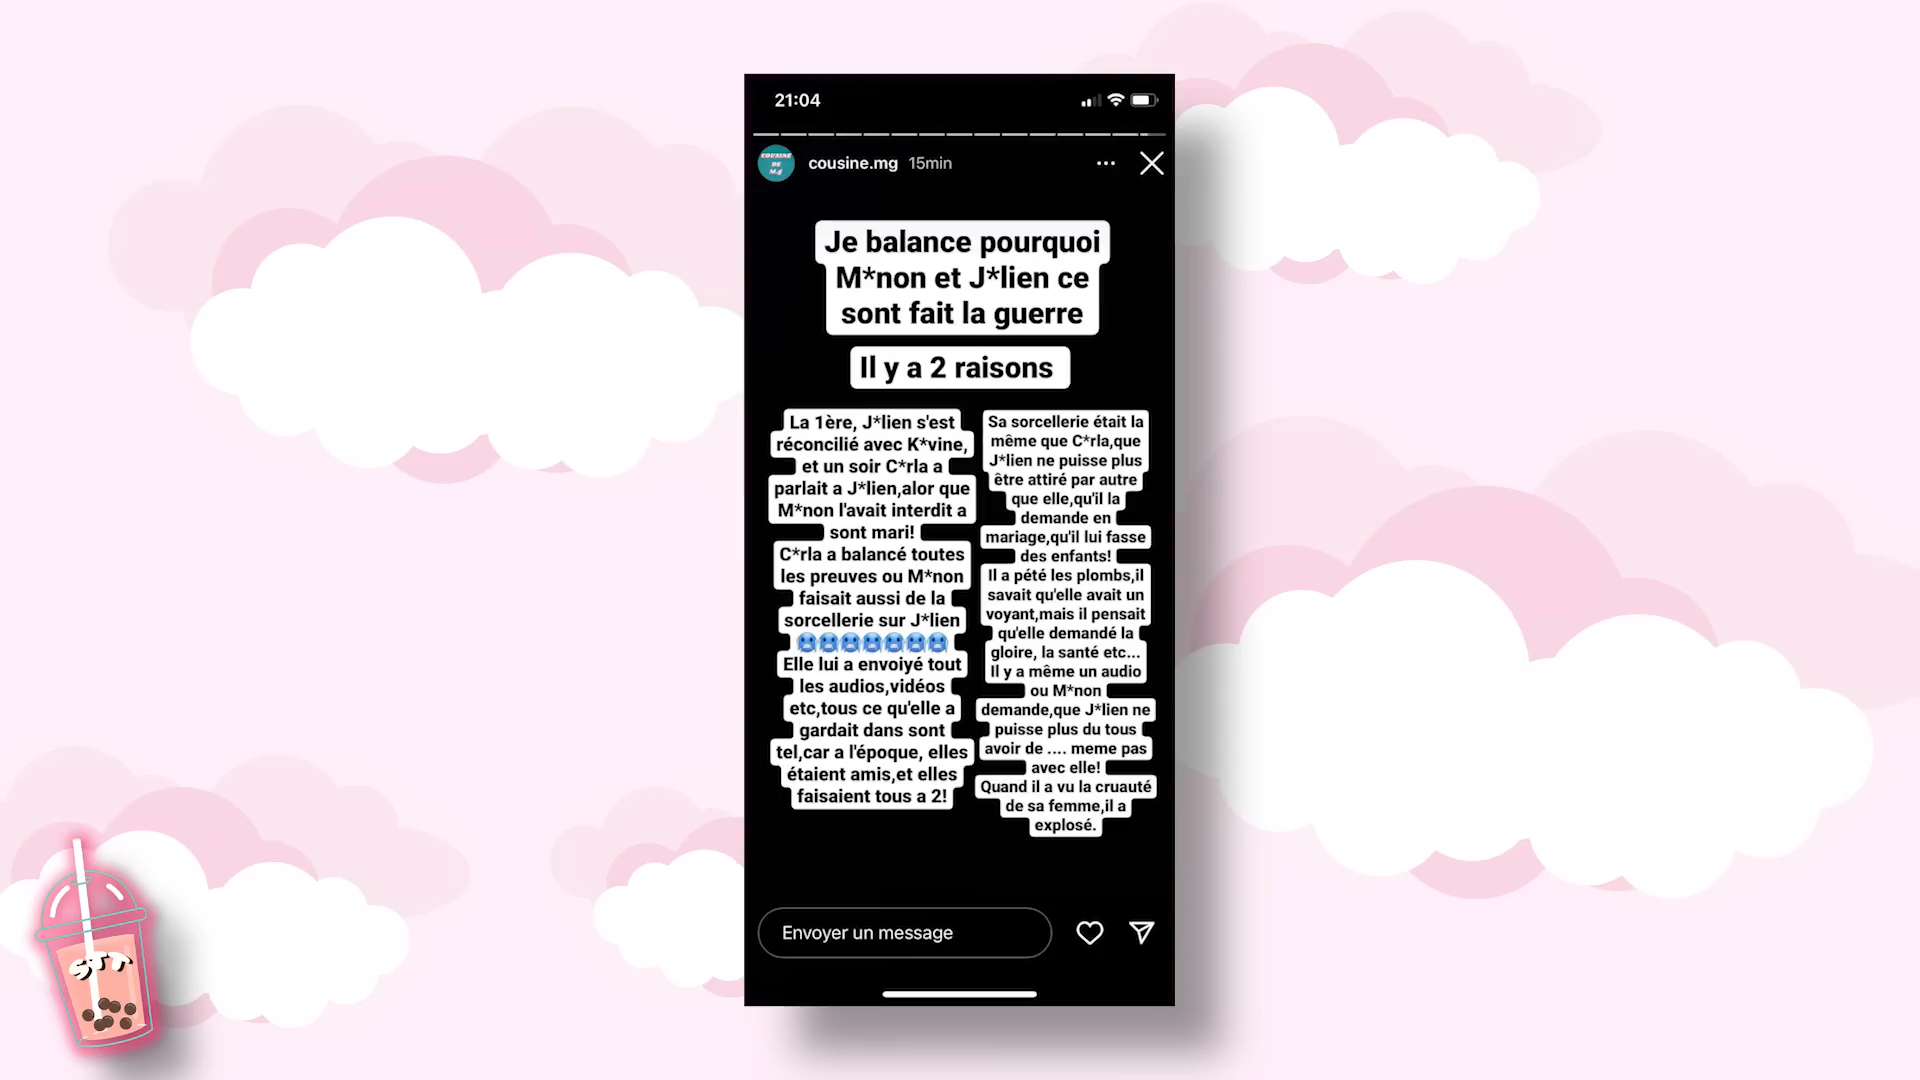 21:04
COUSINE
DE
M.G
cousine.mg 15min
Je balance pourquoi
M*non et J*lien ce
sont fait la guerre
Il y a 2 raisons
La 1ère, J*lien s'est
réconcilié avec K*vine,
et un soir C*rla a
parlait a J*lien,alor que
M*non l'avait interdit a
sont mari!
C*rla a balancé toutes
les preuves ou M*non
faisait aussi de la
sorcellerie sur J*lien
🥶🥶🥶🥶🥶🥶🥶
Elle lui a envoiyé tout
les audios,vidéos
etc,tous ce qu'elle a
gardait dans sont
tel,car a l'époque, elles
étaient amis,et elles
faisaient tous a 2!
Sa sorcellerie était la
même que C*rla,que
J*lien ne puisse plus
être attiré par autre
que elle,qu'il la
demande en
mariage,qu'il lui fasse
des enfants!
Il a pété les plombs,il
savait qu'elle avait un
voyant,mais il pensait
qu'elle demandé la
gloire, la santé etc...
Il y a même un audio
ou M*non
demande,que J*lien ne
puisse plus du tous
avoir de .... meme pas
avec elle!
Quand il a vu la cruauté
de sa femme,il a
explosé.
Envoyer un message
STT